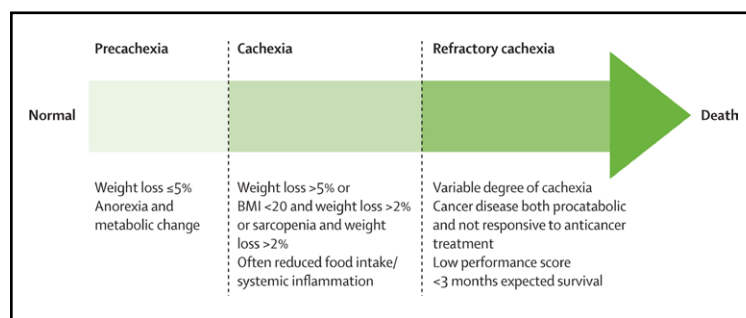 Precachexia
Cachexia
Refractory cachexia
Normal
Death
Weight loss ≤5%
Anorexia and
metabolic change
Weight loss >5% or
BMI <20 and weight loss >2%
or sarcopenia and weight
loss >2%
Often reduced food intake/
systemic inflammation
Variable degree of cachexia
Cancer disease both procatabolic
and not responsive to anticancer
treatment
Low performance score
<3 months expected survival